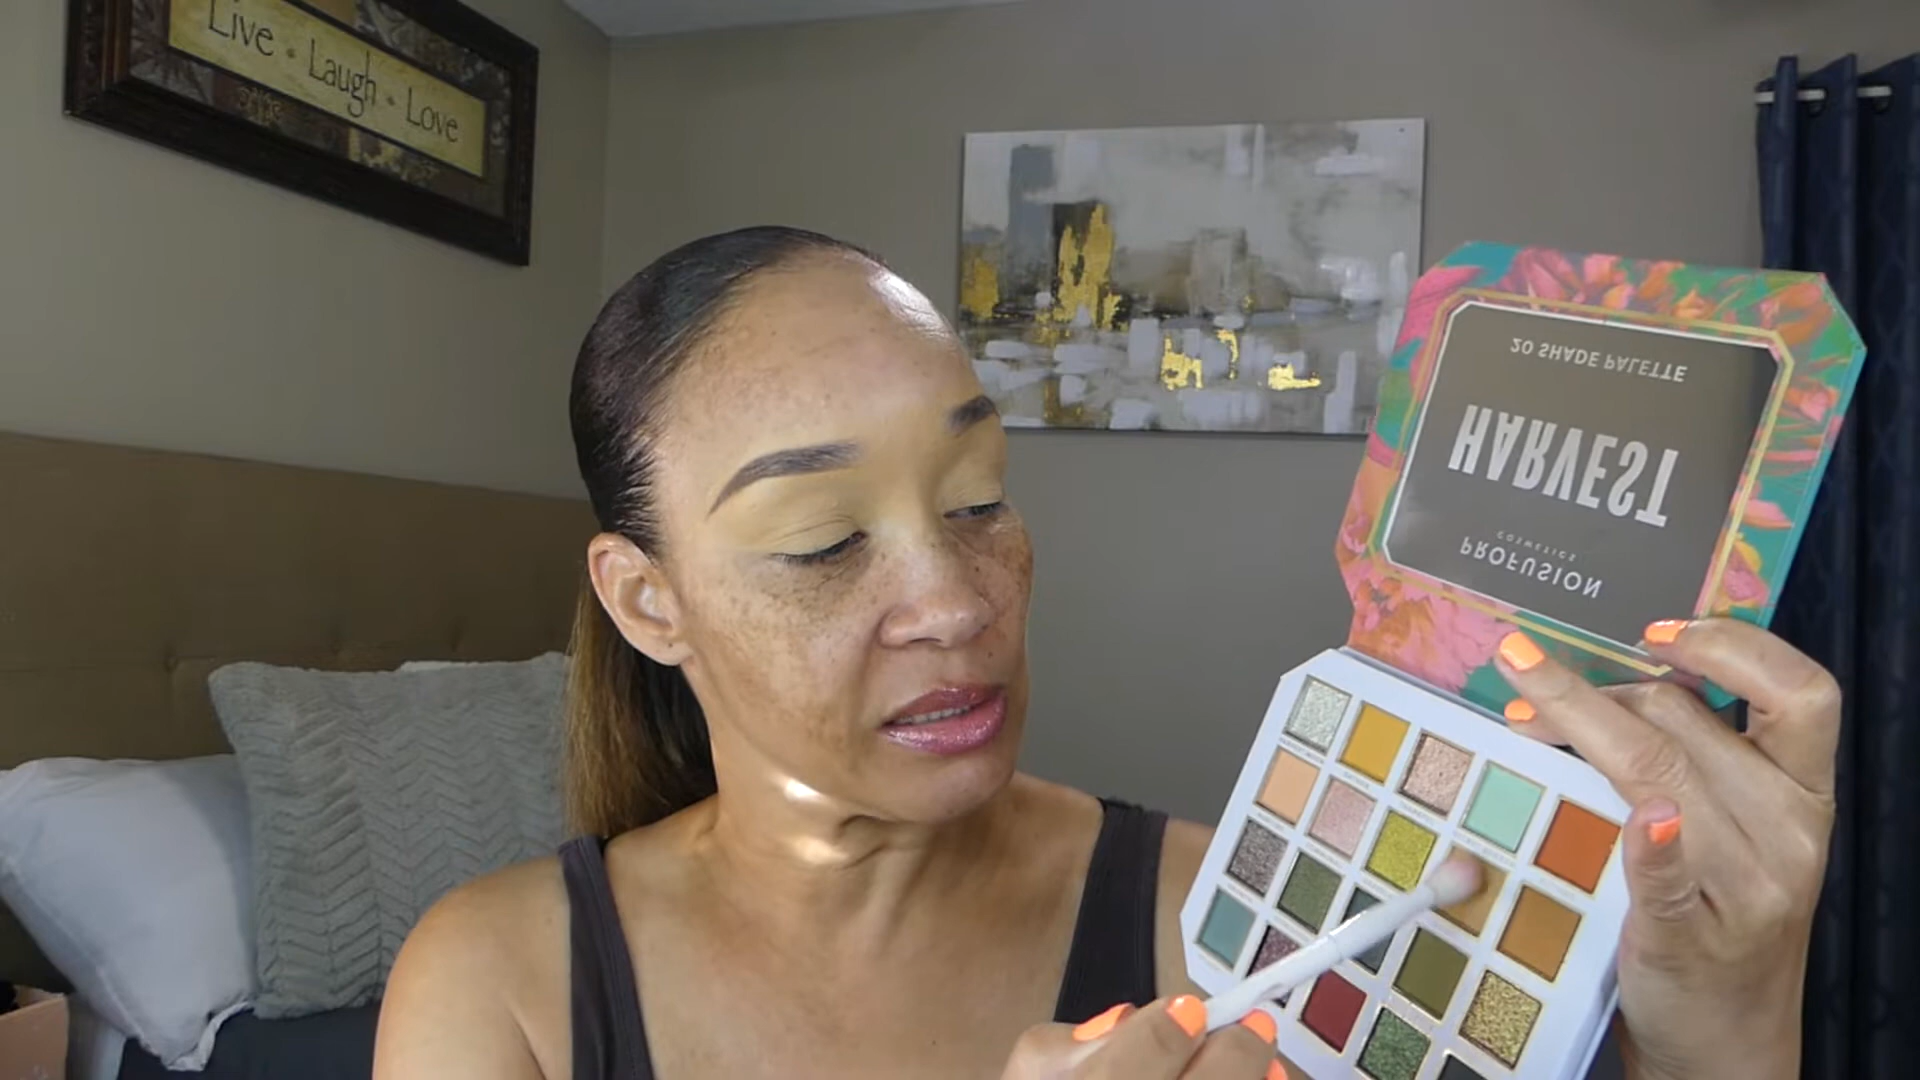 Live • Laugh • Love
20 SHADE PALETTE
HARVEST
COSMETICS
PROFUSION